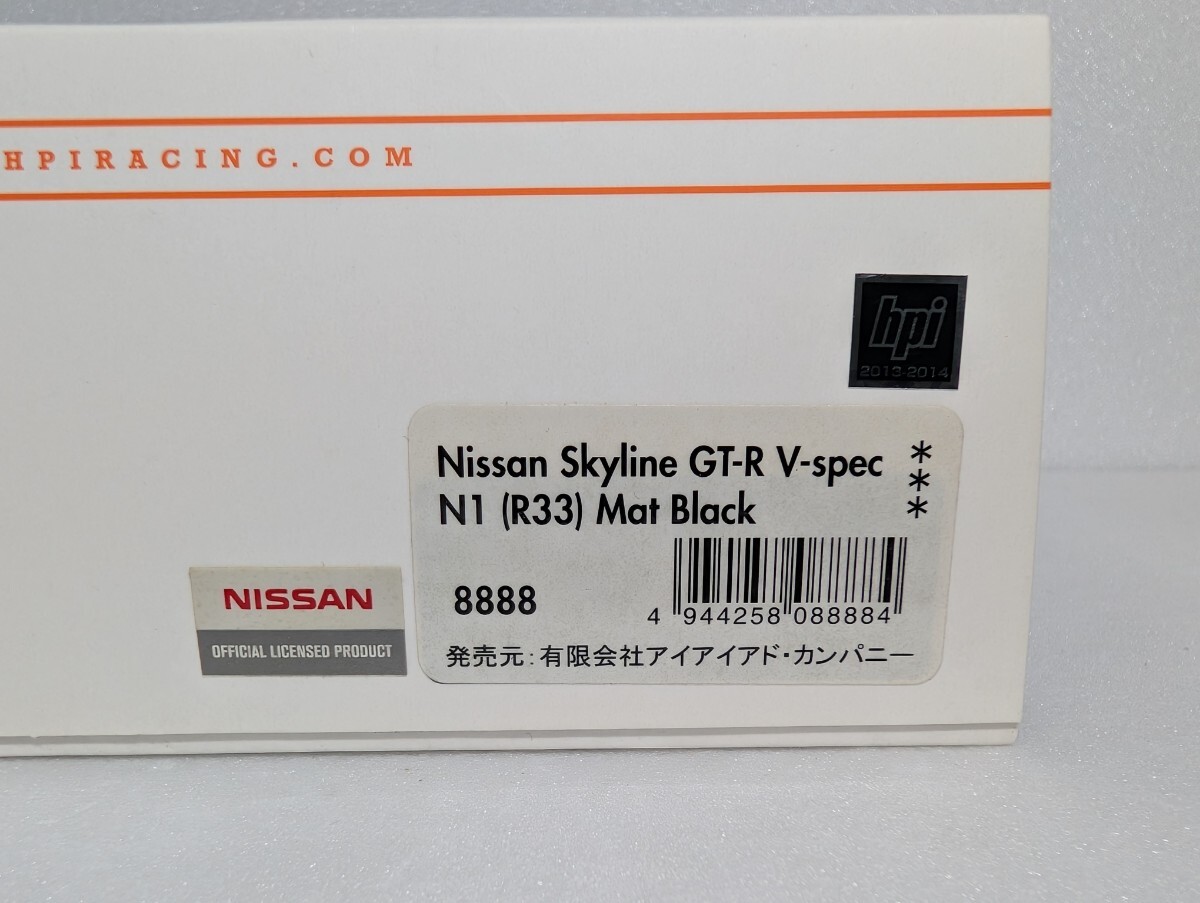 HPIRACING.COM
hpi
2013-2014
Nissan Skyline GT-R V-spec ***
N1 (R33) Mat Black
8888
4 944258 088884
発売元：有限会社アイアイアド・カンパニー
NISSAN
OFFICIAL LICENSED PRODUCT